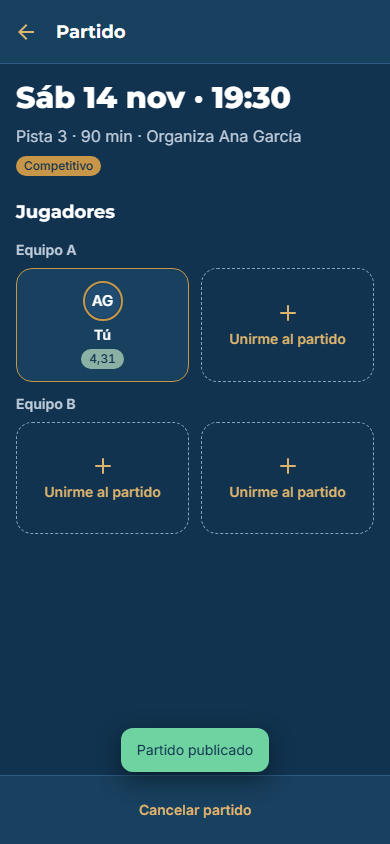 Partido
Sáb 14 nov · 19:30
Pista 3 · 90 min · Organiza Ana García
Competitivo
Jugadores
Equipo A
AG
Tú
4,31
Unirme al partido
Equipo B
Unirme al partido
Unirme al partido
Partido publicado
Cancelar partido